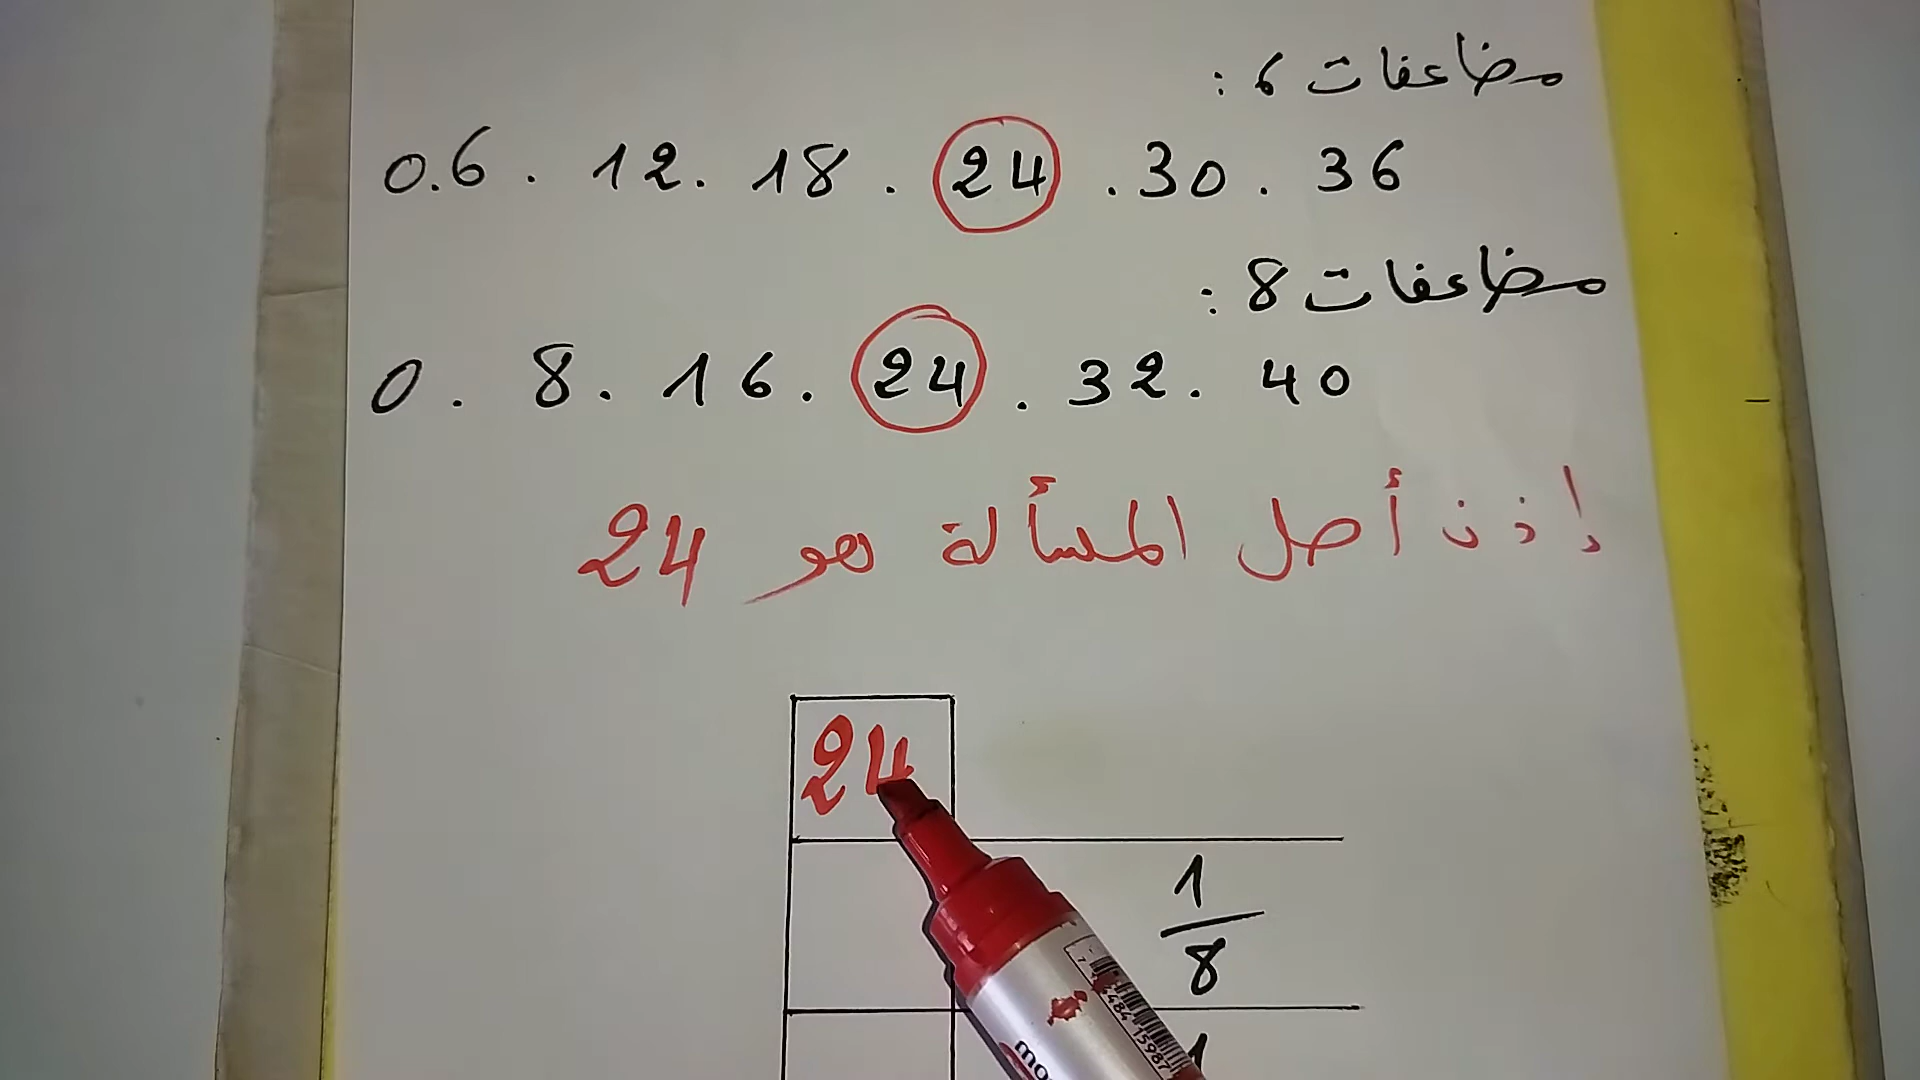 مضاعفات 6 :
0.6 . 12. 18 . 24 .30 . 36
مضاعفات 8 :
0 . 8. 16. 24 . 32. 40
إذن أصل المسألة هو 24
24
1
8
1